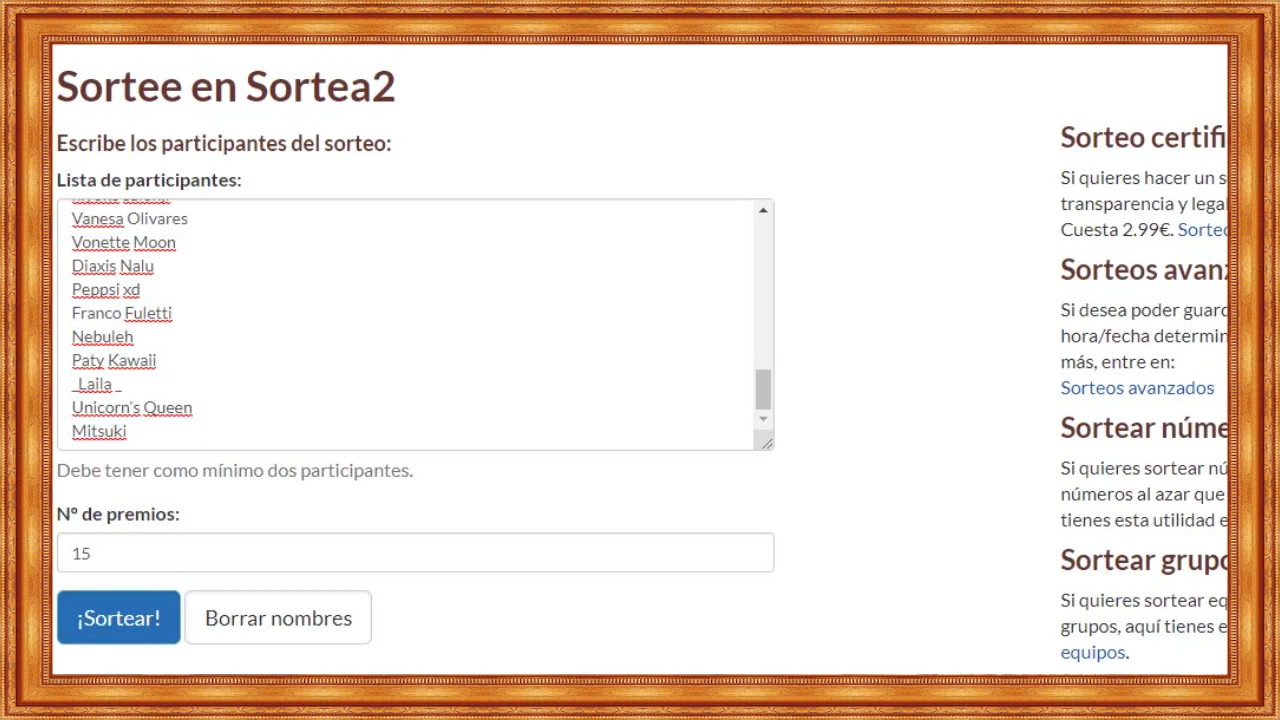 Sortee en Sortea2
Escribe los participantes del sorteo:
Lista de participantes:
Vanesa Olivares
Vonette Moon
Diaxis Nalu
Peppsi xd
Franco Fuletti
Nebuleh
Paty Kawaii
_Laila _
Unicorn's Queen
Mitsuki
Debe tener como mínimo dos participantes.
Nº de premios:
15
¡Sortear!
Borrar nombres
Sorteo certifi
Si quieres hacer un s
transparencia y lega
Cuesta 2.99€. Sorteo
Sorteos avanz
Si desea poder guard
hora/fecha determin
más, entre en:
Sorteos avanzados
Sortear núme
Si quieres sortear nú
números al azar que
tienes esta utilidad e
Sortear grupo
Si quieres sortear eq
grupos, aquí tienes e
equipos.